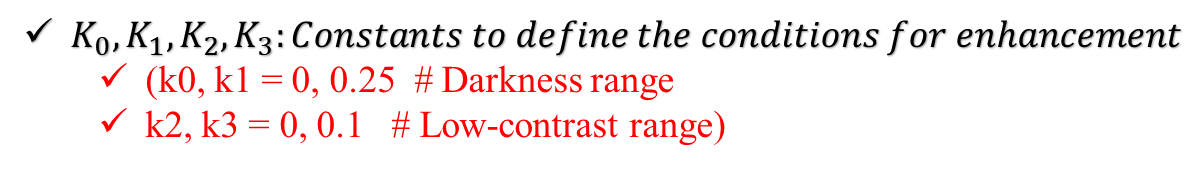 ✓ K₀, K₁, K₂, K₃: Constants to define the conditions for enhancement
✓ (k0, k1 = 0, 0.25 # Darkness range
✓ k2, k3 = 0, 0.1 # Low-contrast range)